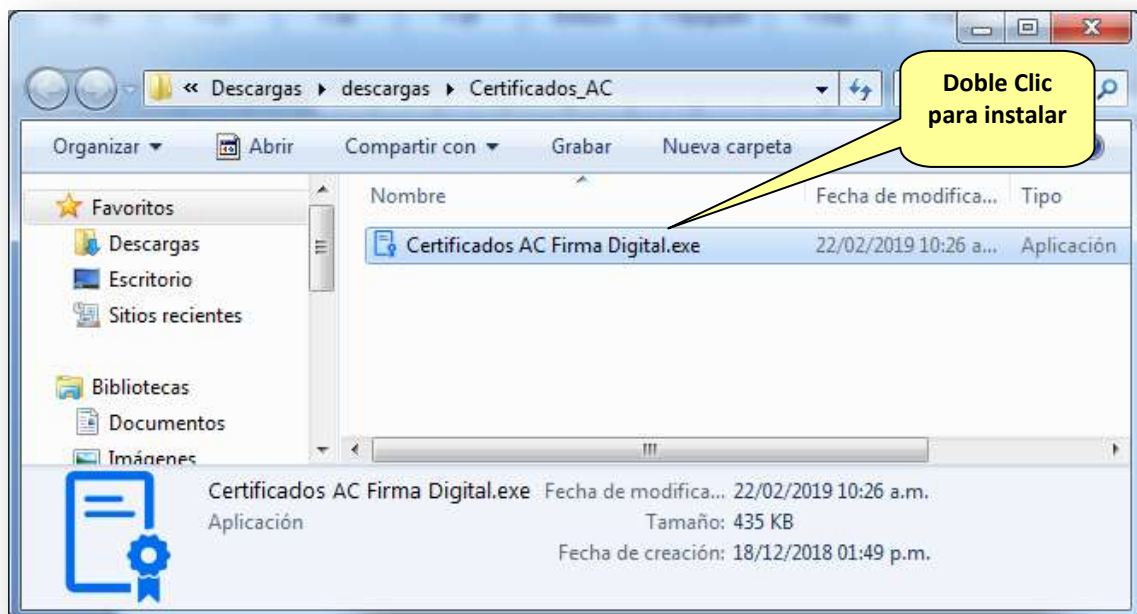 « Descargas ▸ descargas ▸ Certificados_AC
Doble Clic
para instalar
Organizar Abrir Compartir con Grabar Nueva carpeta
Nombre Fecha de modifica... Tipo
Favoritos
Certificados AC Firma Digital.exe 22/02/2019 10:26 a... Aplicación
Descargas
Escritorio
Sitios recientes
Bibliotecas
Documentos
Imágenes
Certificados AC Firma Digital.exe Fecha de modifica... 22/02/2019 10:26 a.m.
Aplicación Tamaño: 435 KB
Fecha de creación: 18/12/2018 01:49 p.m.